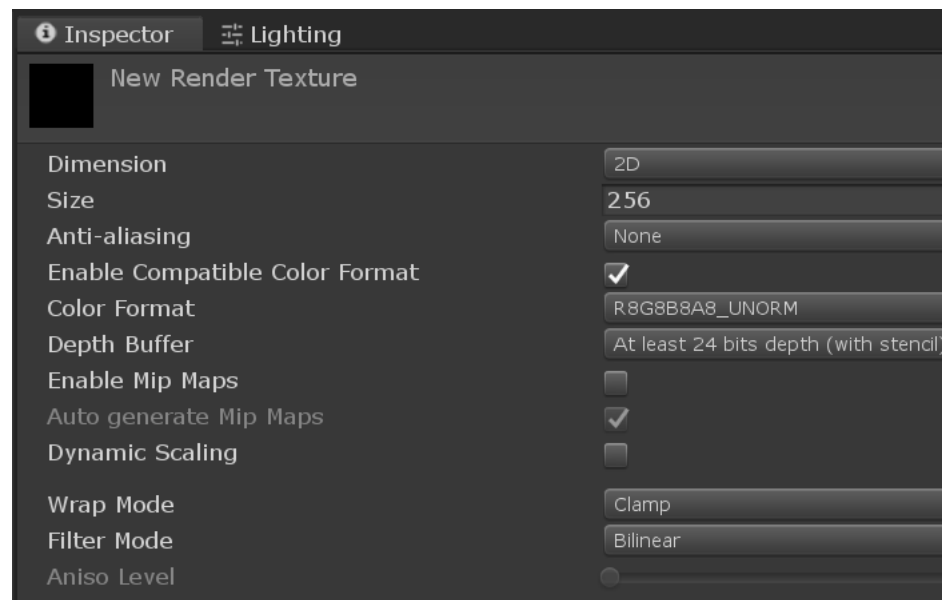 Inspector Lighting
New Render Texture
Dimension 2D
Size 256
Anti-aliasing None
Enable Compatible Color Format
Color Format R8G8B8A8_UNORM
Depth Buffer At least 24 bits depth (with stencil)
Enable Mip Maps
Auto generate Mip Maps
Dynamic Scaling
Wrap Mode Clamp
Filter Mode Bilinear
Aniso Level